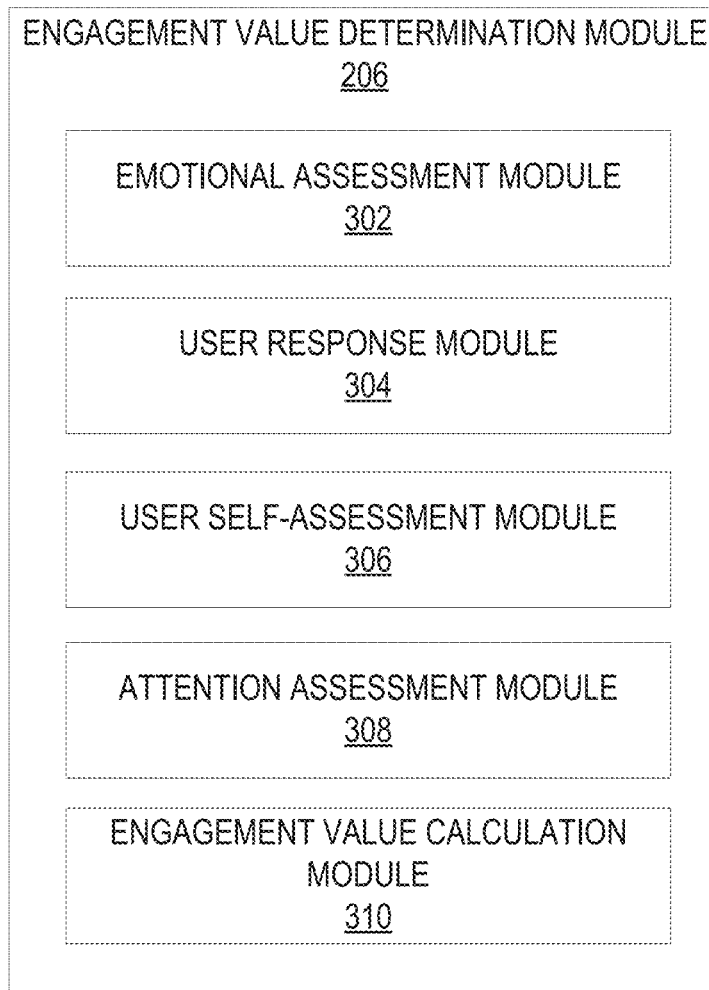 ENGAGEMENT VALUE DETERMINATION MODULE
206
EMOTIONAL ASSESSMENT MODULE
302
USER RESPONSE MODULE
304
USER SELF-ASSESSMENT MODULE
306
ATTENTION ASSESSMENT MODULE
308
ENGAGEMENT VALUE CALCULATION
MODULE
310